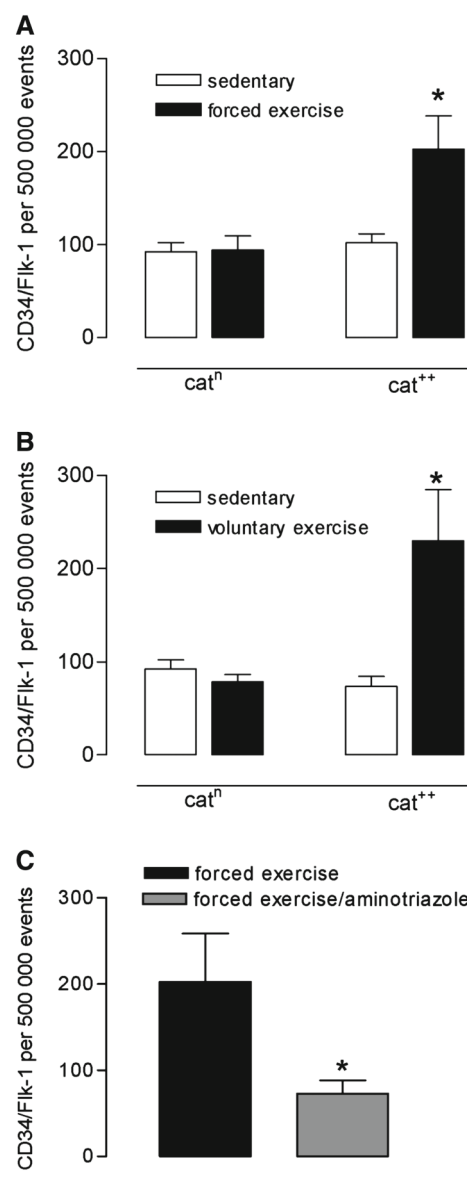 A
CD34/Flk-1 per 500 000 events
300
200
100
0
sedentary
forced exercise
*
catⁿ
cat⁺⁺
B
CD34/Flk-1 per 500 000 events
300
200
100
0
sedentary
voluntary exercise
*
catⁿ
cat⁺⁺
C
CD34/Flk-1 per 500 000 events
300
200
100
0
forced exercise
forced exercise/aminotriazole
*